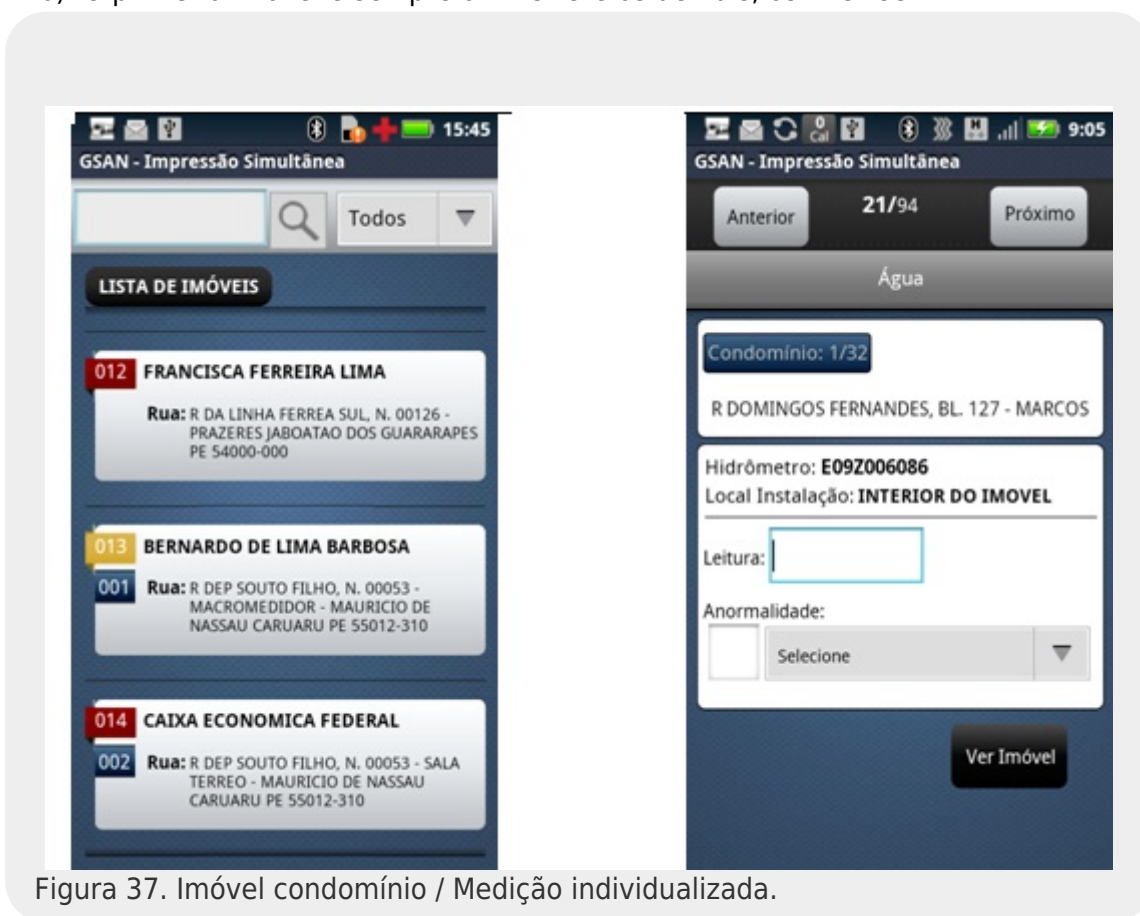 15:45
GSAN - Impressão Simultânea
Todos
LISTA DE IMÓVEIS
012 FRANCISCA FERREIRA LIMA
Rua: R DA LINHA FERREA SUL, N. 00126 -
PRAZERES JABOATAO DOS GUARARAPES
PE 54000-000
013 BERNARDO DE LIMA BARBOSA
001 Rua: R DEP SOUTO FILHO, N. 00053 -
MACROMEDIDOR - MAURICIO DE
NASSAU CARUARU PE 55012-310
014 CAIXA ECONOMICA FEDERAL
002 Rua: R DEP SOUTO FILHO, N. 00053 - SALA
TERREO - MAURICIO DE NASSAU
CARUARU PE 55012-310
0
Cal
H
9:05
GSAN - Impressão Simultânea
Anterior 21/94 Próximo
Água
Condomínio: 1/32
R DOMINGOS FERNANDES, BL. 127 - MARCOS
Hidrômetro: E09Z006086
Local Instalação: INTERIOR DO IMOVEL
Leitura:
Anormalidade:
Selecione
Ver Imóvel
Figura 37. Imóvel condomínio / Medição individualizada.